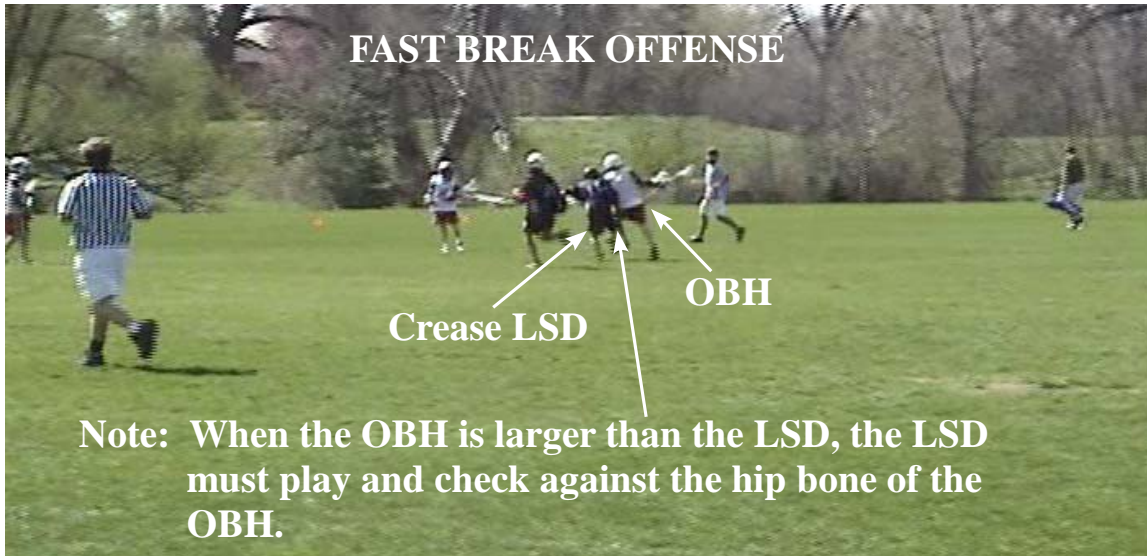 FAST BREAK OFFENSE
OBH
Crease LSD
Note: When the OBH is larger than the LSD, the LSD
must play and check against the hip bone of the
OBH.